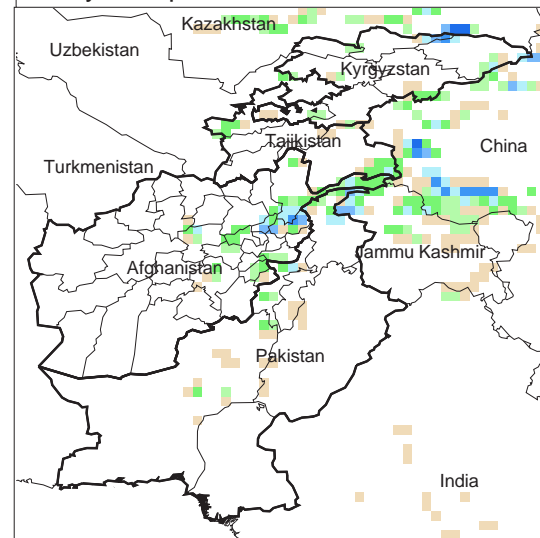 Kazakhstan
Uzbekistan
Kyrgyzstan
Tajikistan
China
Turkmenistan
Jammu Kashmir
Afghanistan
Pakistan
India